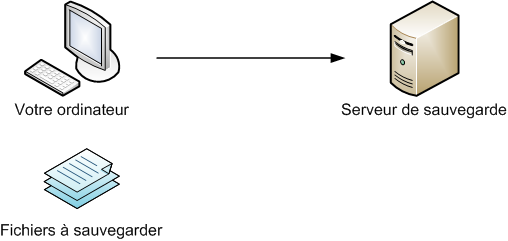 Votre ordinateur
Serveur de sauvegarde
Fichiers à sauvegarder